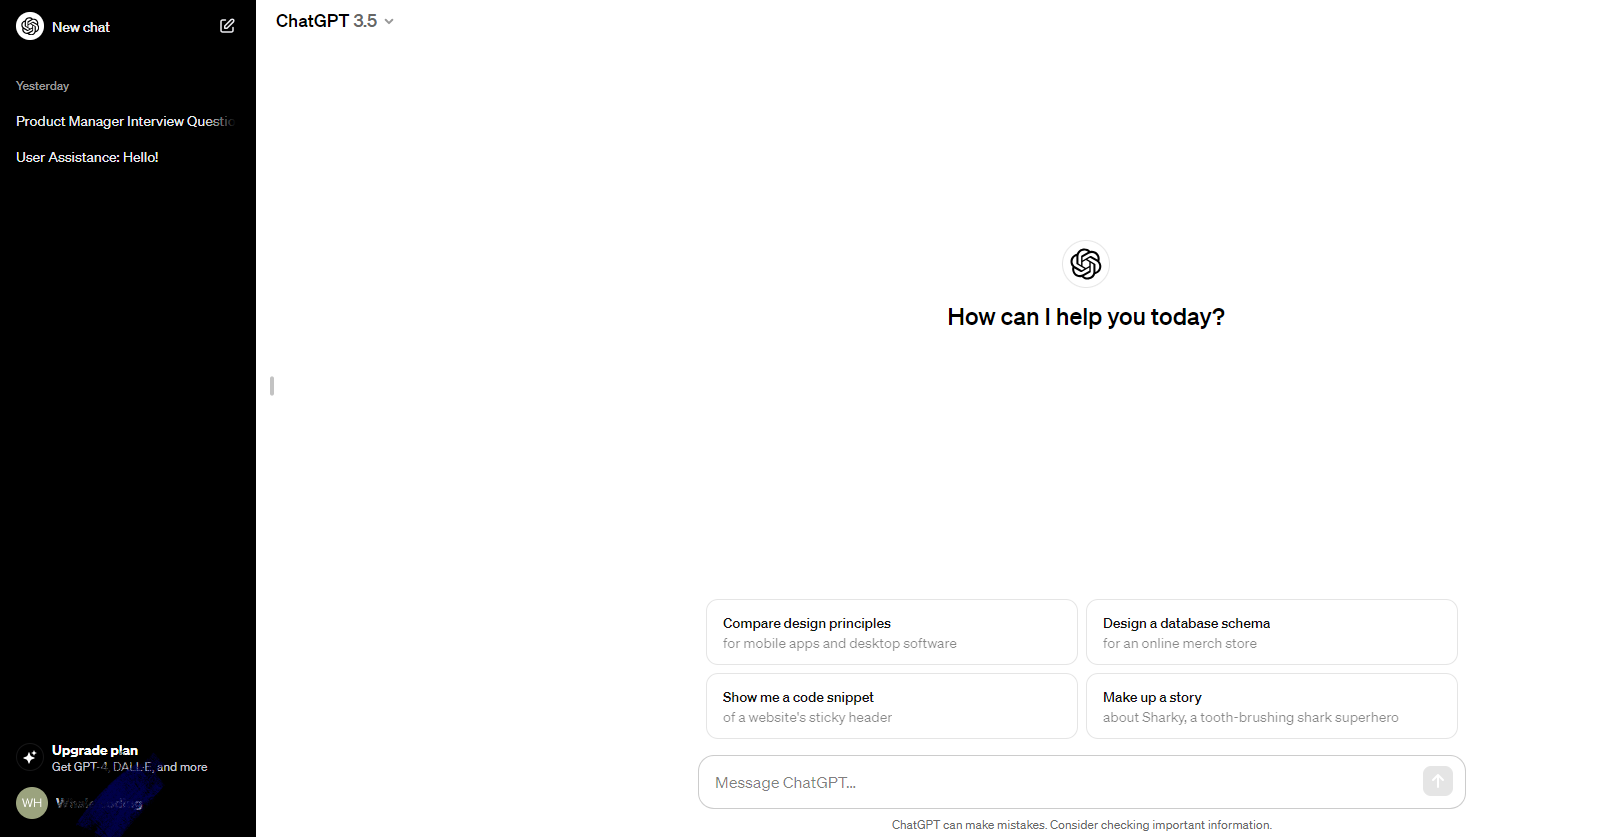 New chat
ChatGPT 3.5
Yesterday
Product Manager Interview Questio
User Assistance: Hello!
How can I help you today?
Compare design principles
for mobile apps and desktop software
Design a database schema
for an online merch store
Show me a code snippet
of a website's sticky header
Make up a story
about Sharky, a tooth-brushing shark superhero
Upgrade plan
Get GPT-4, DALL·E, and more
WH
Message ChatGPT...
ChatGPT can make mistakes. Consider checking important information.